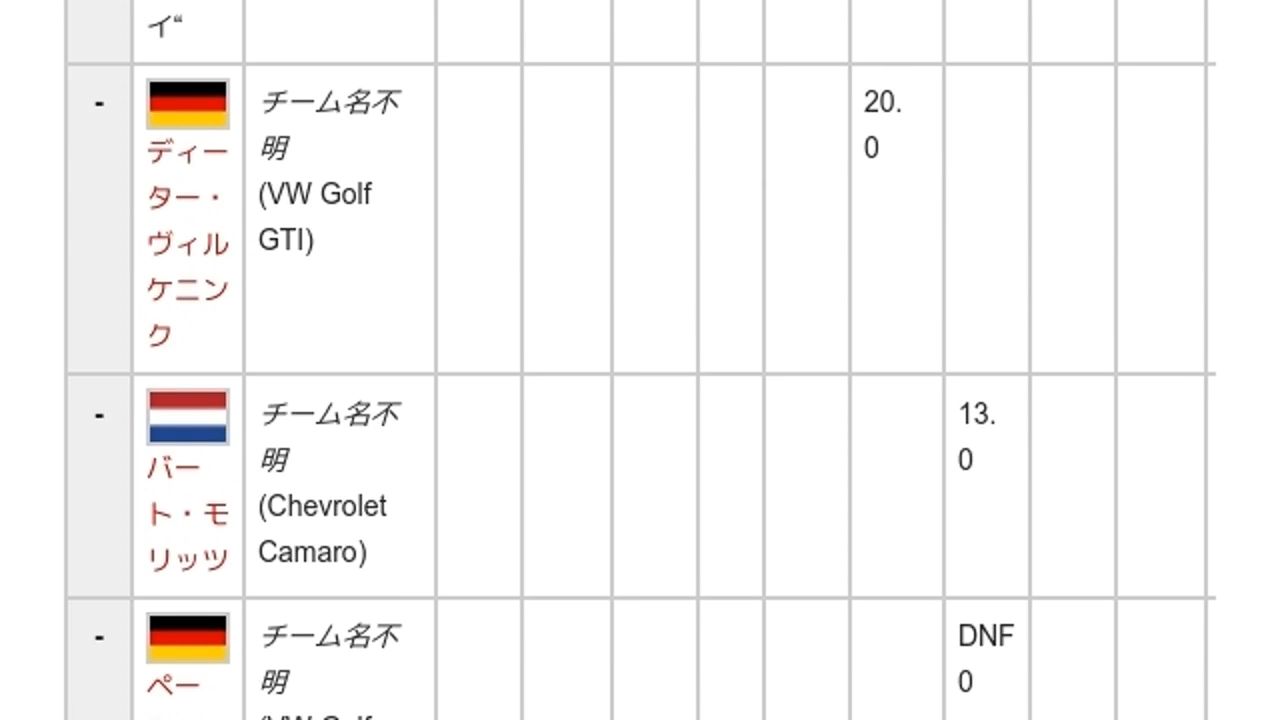 イ“
-
ディー
ター・
ヴィル
ケニン
ク
チーム名不
明
(VW Golf
GTI)
20.
0
-
バー
ト・モ
リッツ
チーム名不
明
(Chevrolet
Camaro)
13.
0
-
ペー
チーム名不
明
(VW Golf
DNF
0